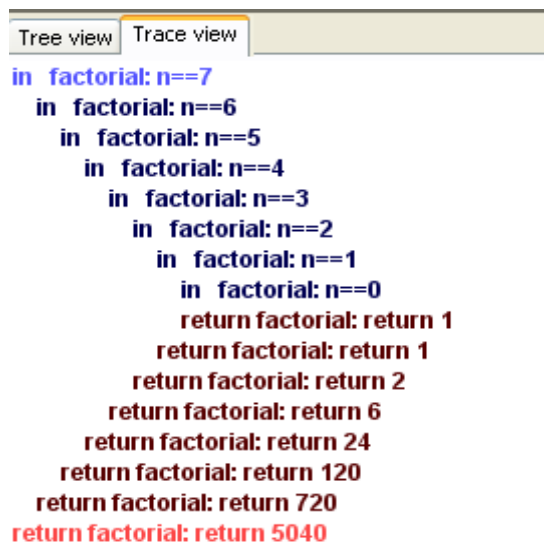 Tree view Trace view
in factorial: n==7
in factorial: n==6
in factorial: n==5
in factorial: n==4
in factorial: n==3
in factorial: n==2
in factorial: n==1
in factorial: n==0
return factorial: return 1
return factorial: return 1
return factorial: return 2
return factorial: return 6
return factorial: return 24
return factorial: return 120
return factorial: return 720
return factorial: return 5040